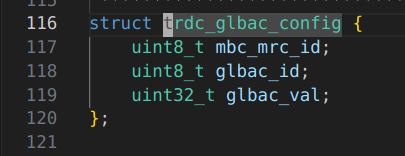 116 struct trdc_glbac_config {
117 uint8_t mbc_mrc_id;
118 uint8_t glbac_id;
119 uint32_t glbac_val;
120 };
121